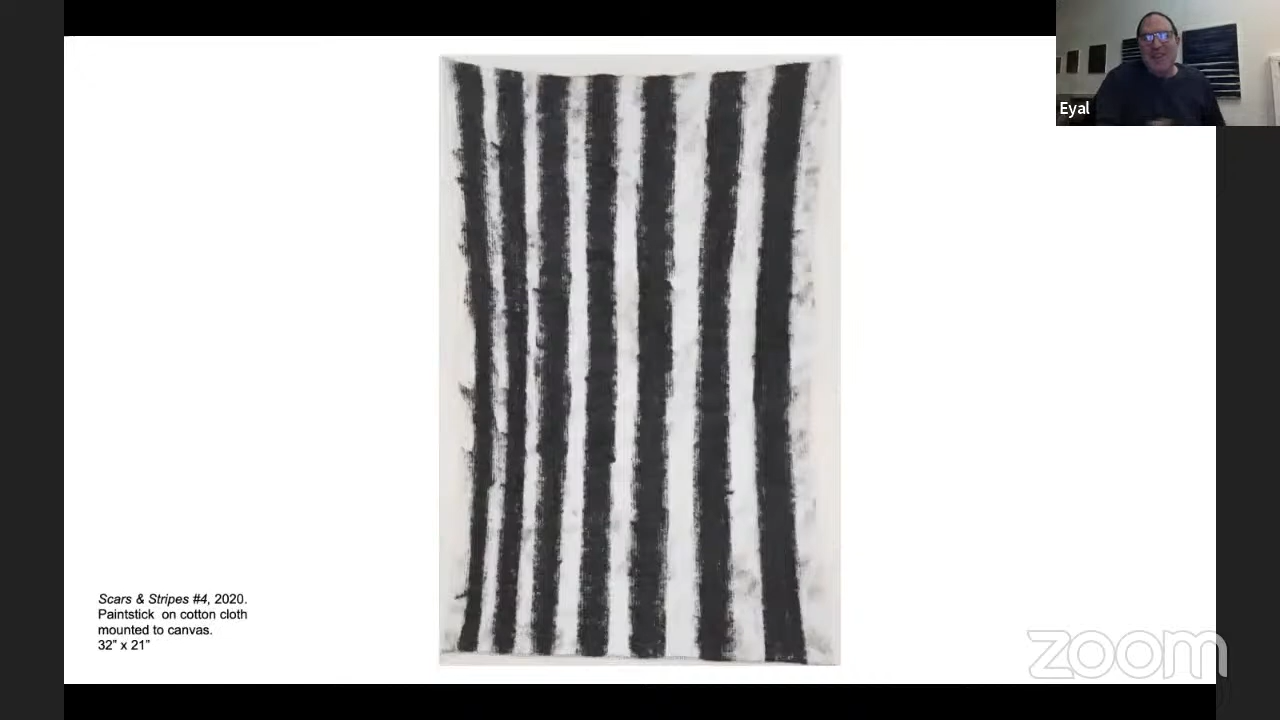 Eyal
Scars & Stripes #4, 2020.
Paintstick on cotton cloth
mounted to canvas.
32" x 21"
zoom